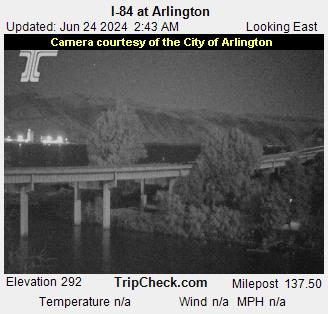 I-84 at Arlington
Updated: Jun 24 2024 2:43 AM Looking East
Camera courtesy of the City of Arlington
Elevation 292 TripCheck.com Milepost 137.50
Temperature n/a Wind n/a MPH n/a